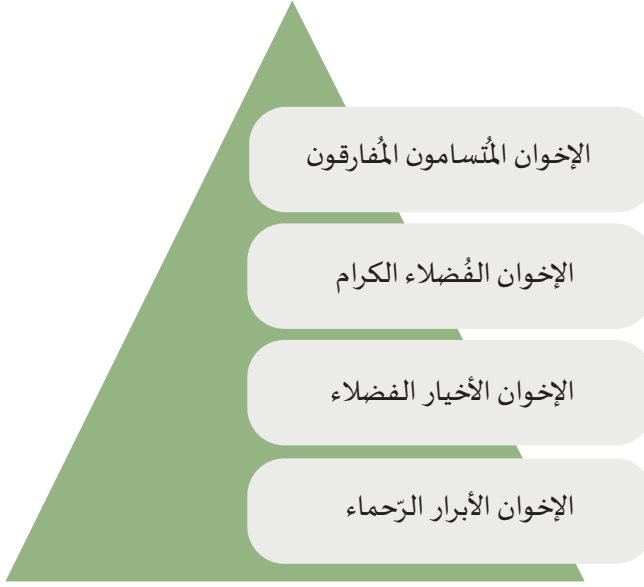 الإخوان المُتسامون المُفارقون
الإخوان الفُضلاء الكرام
الإخوان الأخيار الفضلاء
الإخوان الأبرار الرّحماء